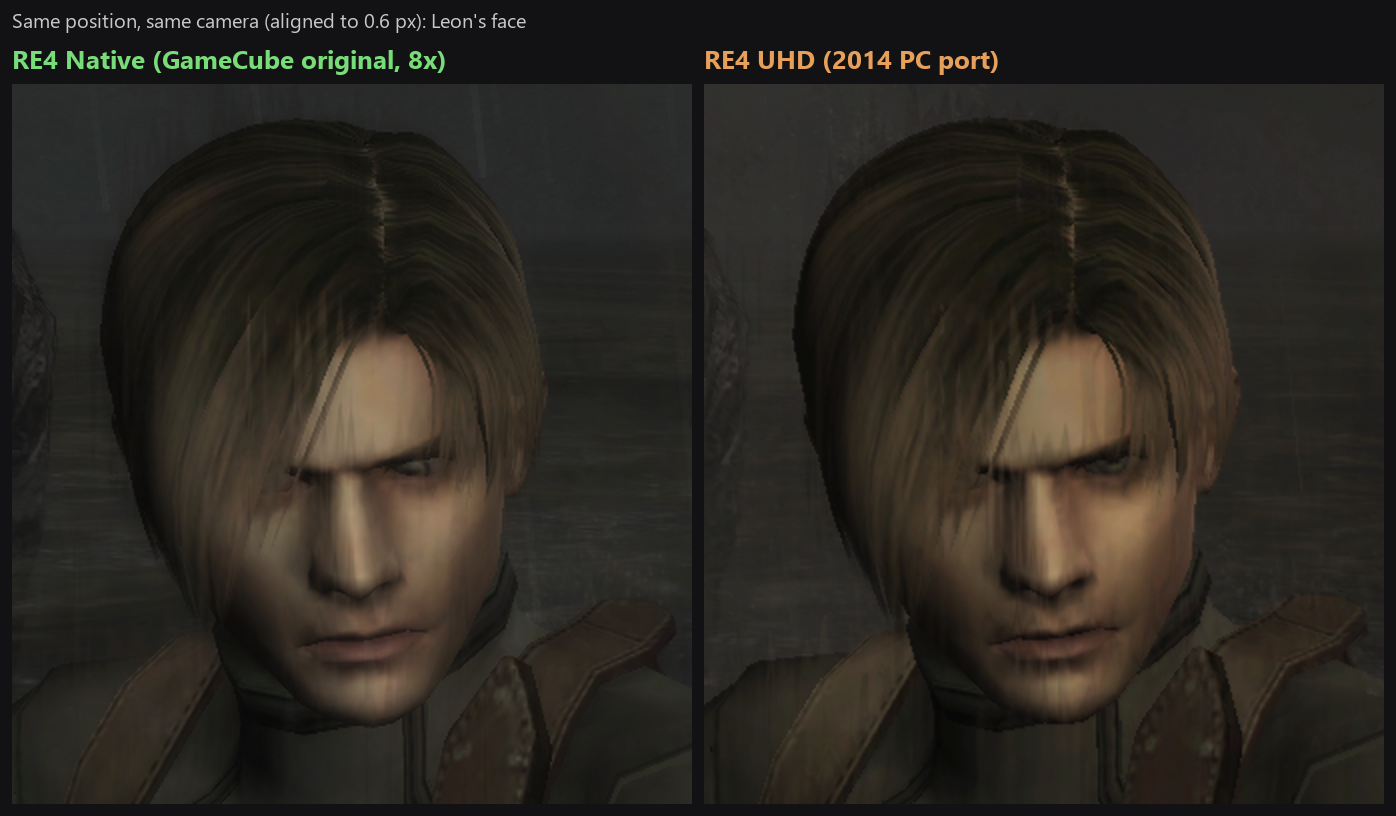 Same position, same camera (aligned to 0.6 px): Leon's face
RE4 Native (GameCube original, 8x)
RE4 UHD (2014 PC port)